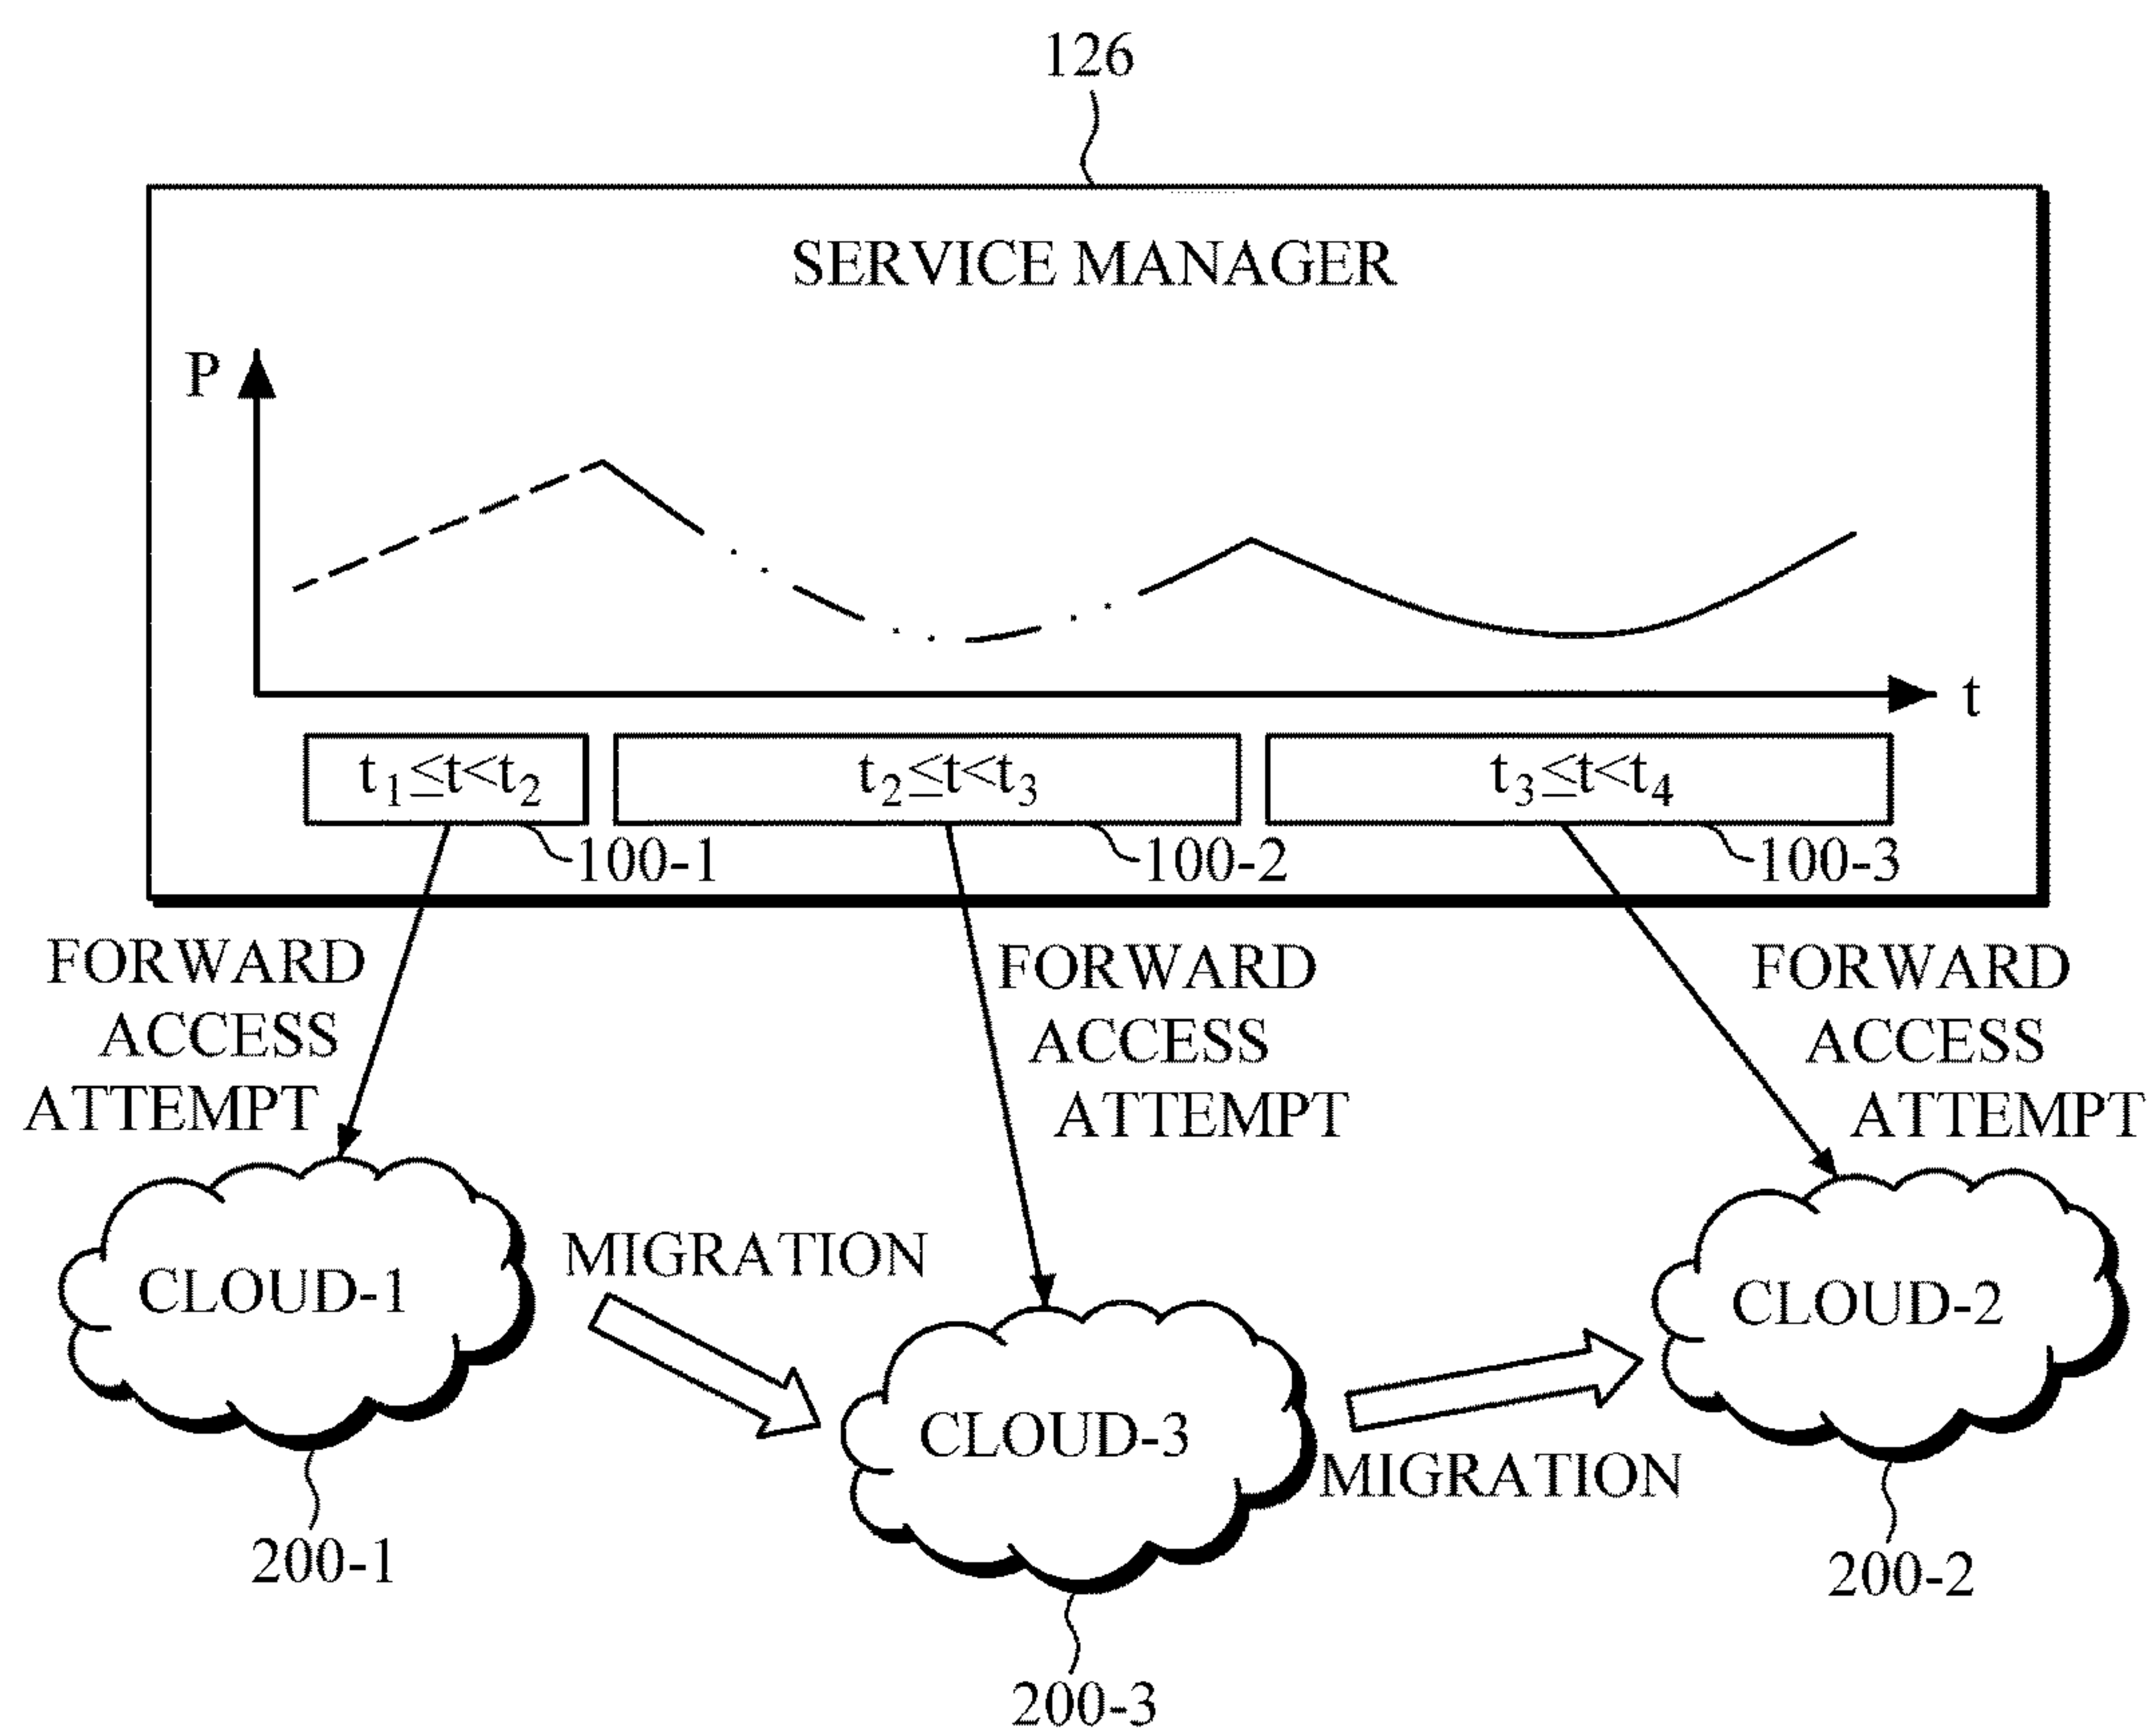 126
SERVICE MANAGER
P
t
t1≤t<t2
t2≤t<t3
t3≤t<t4
100-1
100-2
100-3
FORWARD
ACCESS
ATTEMPT
FORWARD
ACCESS
ATTEMPT
FORWARD
ACCESS
ATTEMPT
CLOUD-1
MIGRATION
CLOUD-3
MIGRATION
CLOUD-2
200-1
200-3
200-2